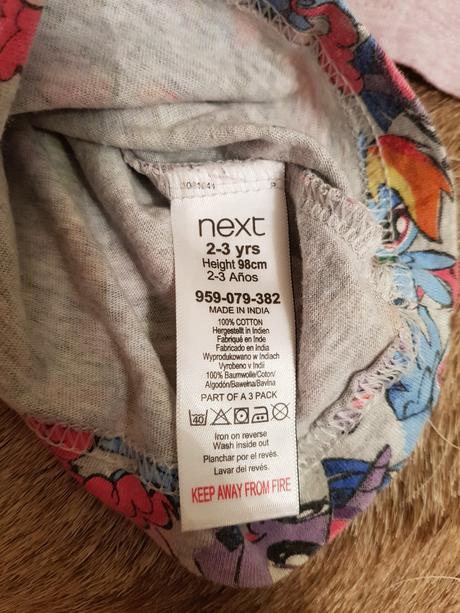 next
2-3 yrs
Height 98cm
2-3 Años
959-079-382
MADE IN INDIA
100% COTTON
Hergestellt in Indien
Fabriqué en Inde
Fabricado en India
Wyprodukowano w Indiach
Vyrobeno v Indii
100% Baumwolle/Coton/
Algodón/Bawełna/Bavlna
PART OF A 3 PACK
40
Iron on reverse
Wash inside out
Planchar por el revés.
Lavar del revés.
KEEP AWAY FROM FIRE